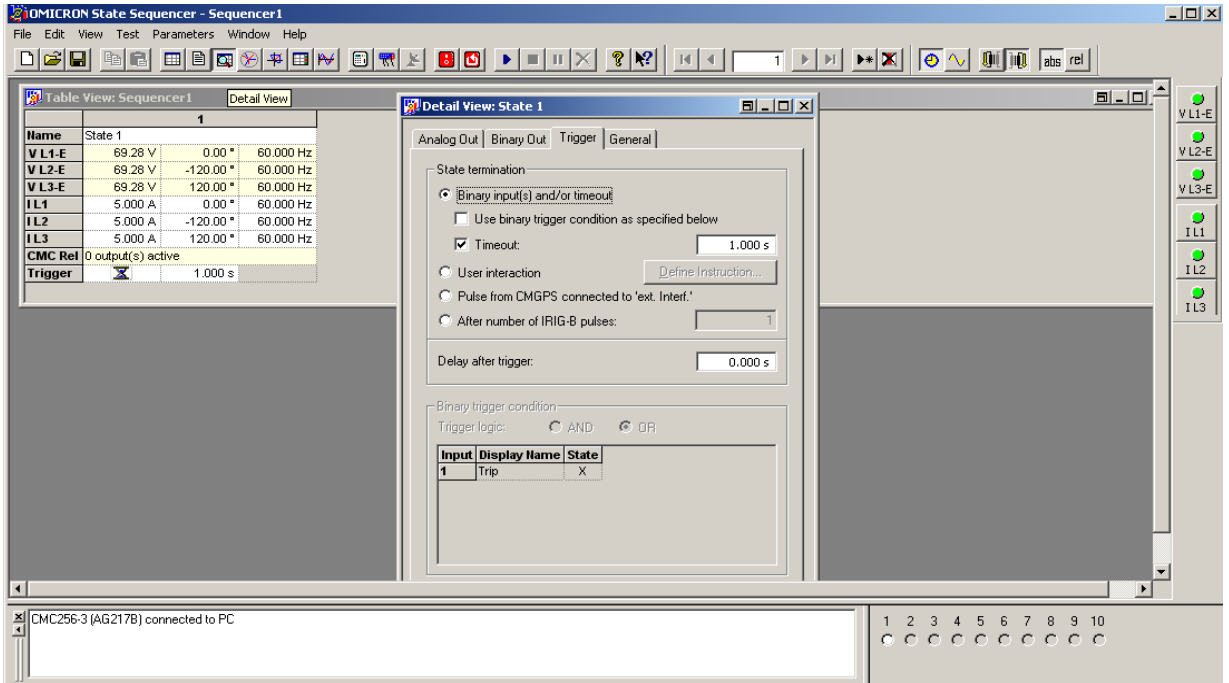 OMICRON State Sequencer - Sequencer1
File Edit View Test Parameters Window Help
1
abs rel
Table View: Sequencer1
Detail View
1
Name State 1
V L1-E 69.28 V 0.00 ° 60.000 Hz
V L2-E 69.28 V -120.00 ° 60.000 Hz
V L3-E 69.28 V 120.00 ° 60.000 Hz
I L1 5.000 A 0.00 ° 60.000 Hz
I L2 5.000 A -120.00 ° 60.000 Hz
I L3 5.000 A 120.00 ° 60.000 Hz
CMC Rel 0 output(s) active
Trigger 1.000 s
Detail View: State 1
Analog Out Binary Out Trigger General
State termination
Binary input(s) and/or timeout
Use binary trigger condition as specified below
Timeout: 1.000 s
User interaction Define Instruction...
Pulse from CMGPS connected to 'ext. Interf.'
After number of IRIG-B pulses: 1
Delay after trigger: 0.000 s
Binary trigger condition
Trigger logic: AND OR
Input Display Name State
1 Trip X
V L1-E
V L2-E
V L3-E
I L1
I L2
I L3
CMC256-3 (AG217B) connected to PC
1 2 3 4 5 6 7 8 9 10